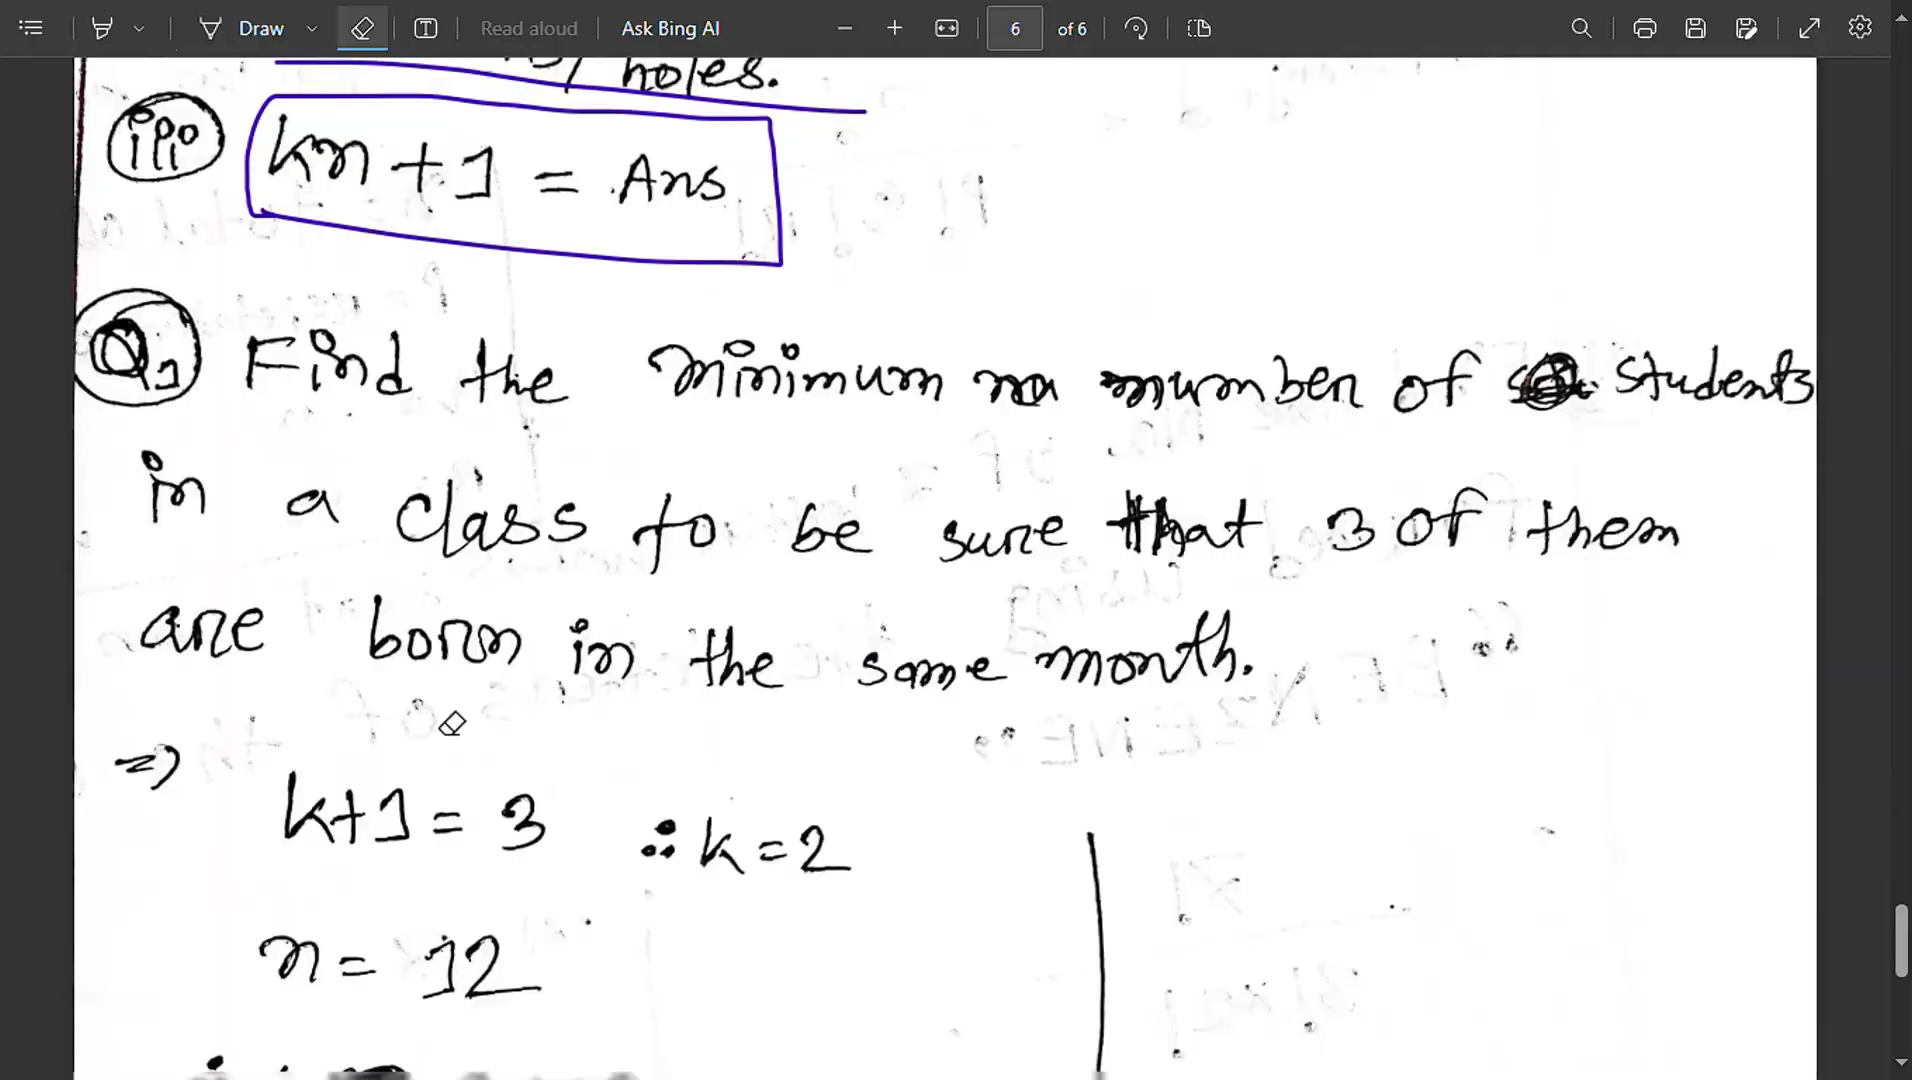 Draw Read aloud Ask Bing AI 6 of 6
holes.
iii kn + 1 = Ans
Q1 Find the minimum number of students
in a class to be sure that 3 of them
are born in the same month.
=> k+1 = 3 ∴ k = 2
n = 12